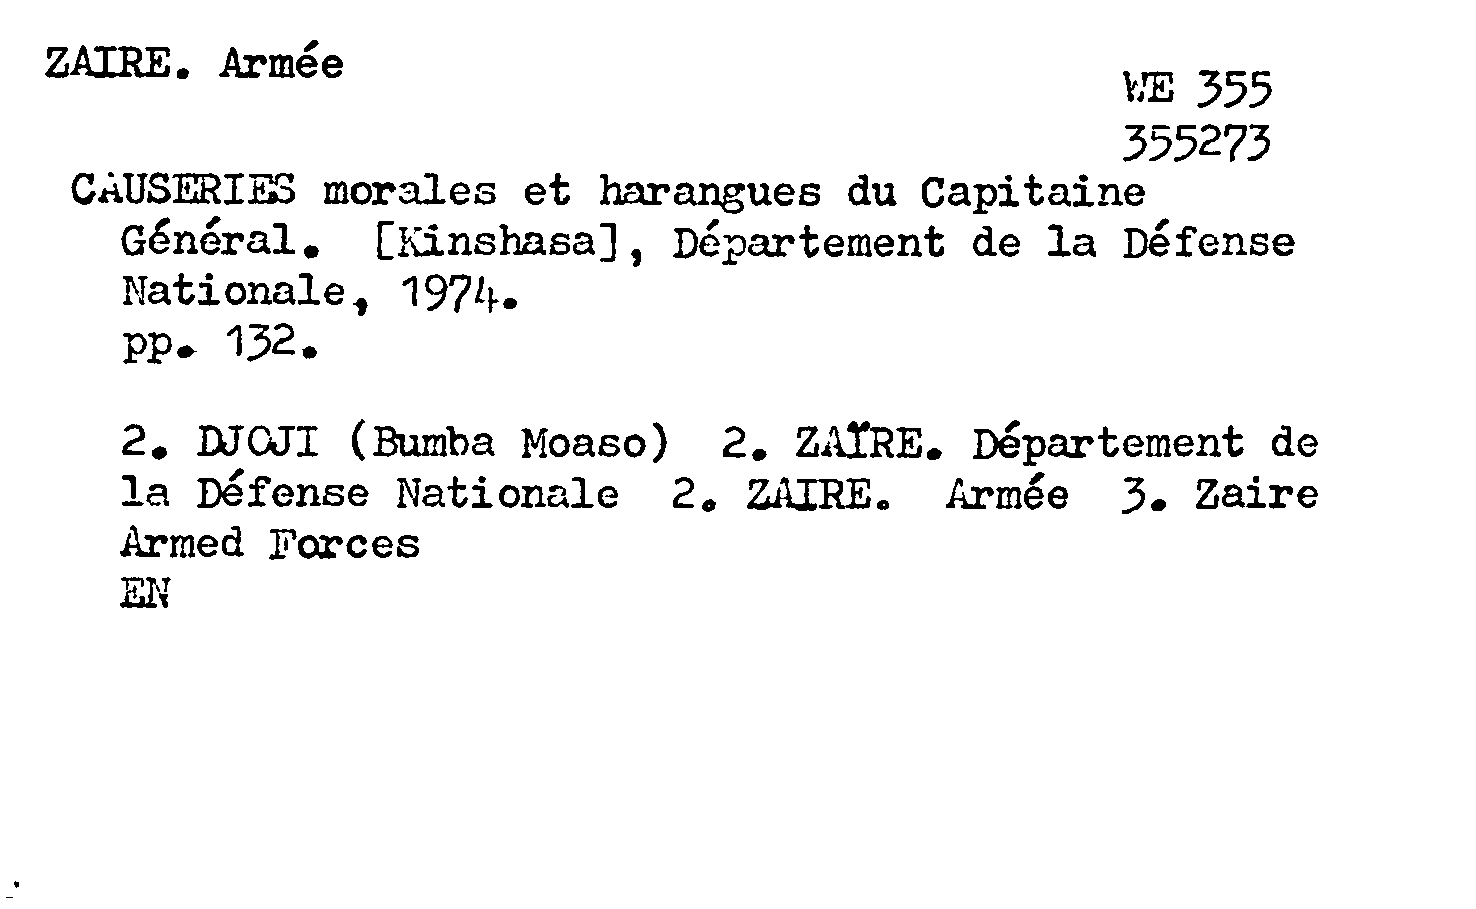 ZAIRE. Armée
WE 355
355273
CAUSERIES morales et harangues du Capitaine
Général. [Kinshasa], Département de la Défense
Nationale, 1974.
pp. 132.
2. DJOJI (Bumba Moaso) 2. ZAÏRE. Département de
la Défense Nationale 2. ZAIRE. Armée 3. Zaire
Armed Forces
EN